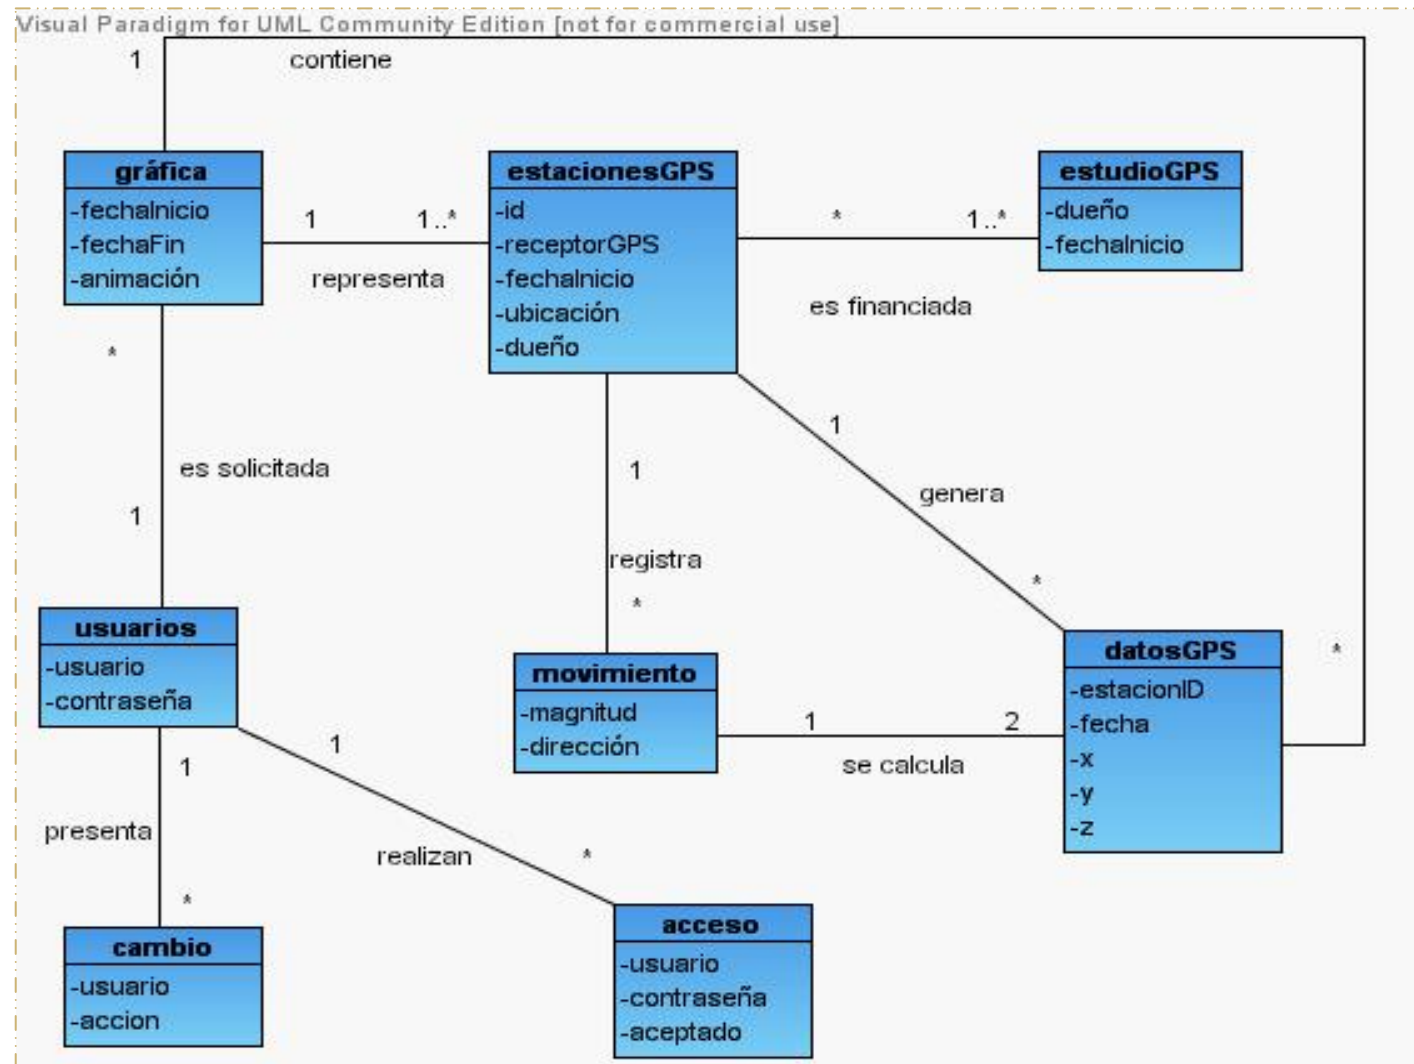 Visual Paradigm for UML Community Edition [not for commercial use]
1
contiene
gráfica
-fechaInicio
-fechaFin
-animación
1
1..*
representa
estacionesGPS
-id
-receptorGPS
-fechaInicio
-ubicación
-dueño
*
1..*
es financiada
estudioGPS
-dueño
-fechaInicio
*
es solicitada
1
1
registra
*
1
genera
*
usuarios
-usuario
-contraseña
movimiento
-magnitud
-dirección
1
2
se calcula
datosGPS
-estacionID
-fecha
-x
-y
-z
*
1
presenta
*
1
realizan
*
cambio
-usuario
-accion
acceso
-usuario
-contraseña
-aceptado